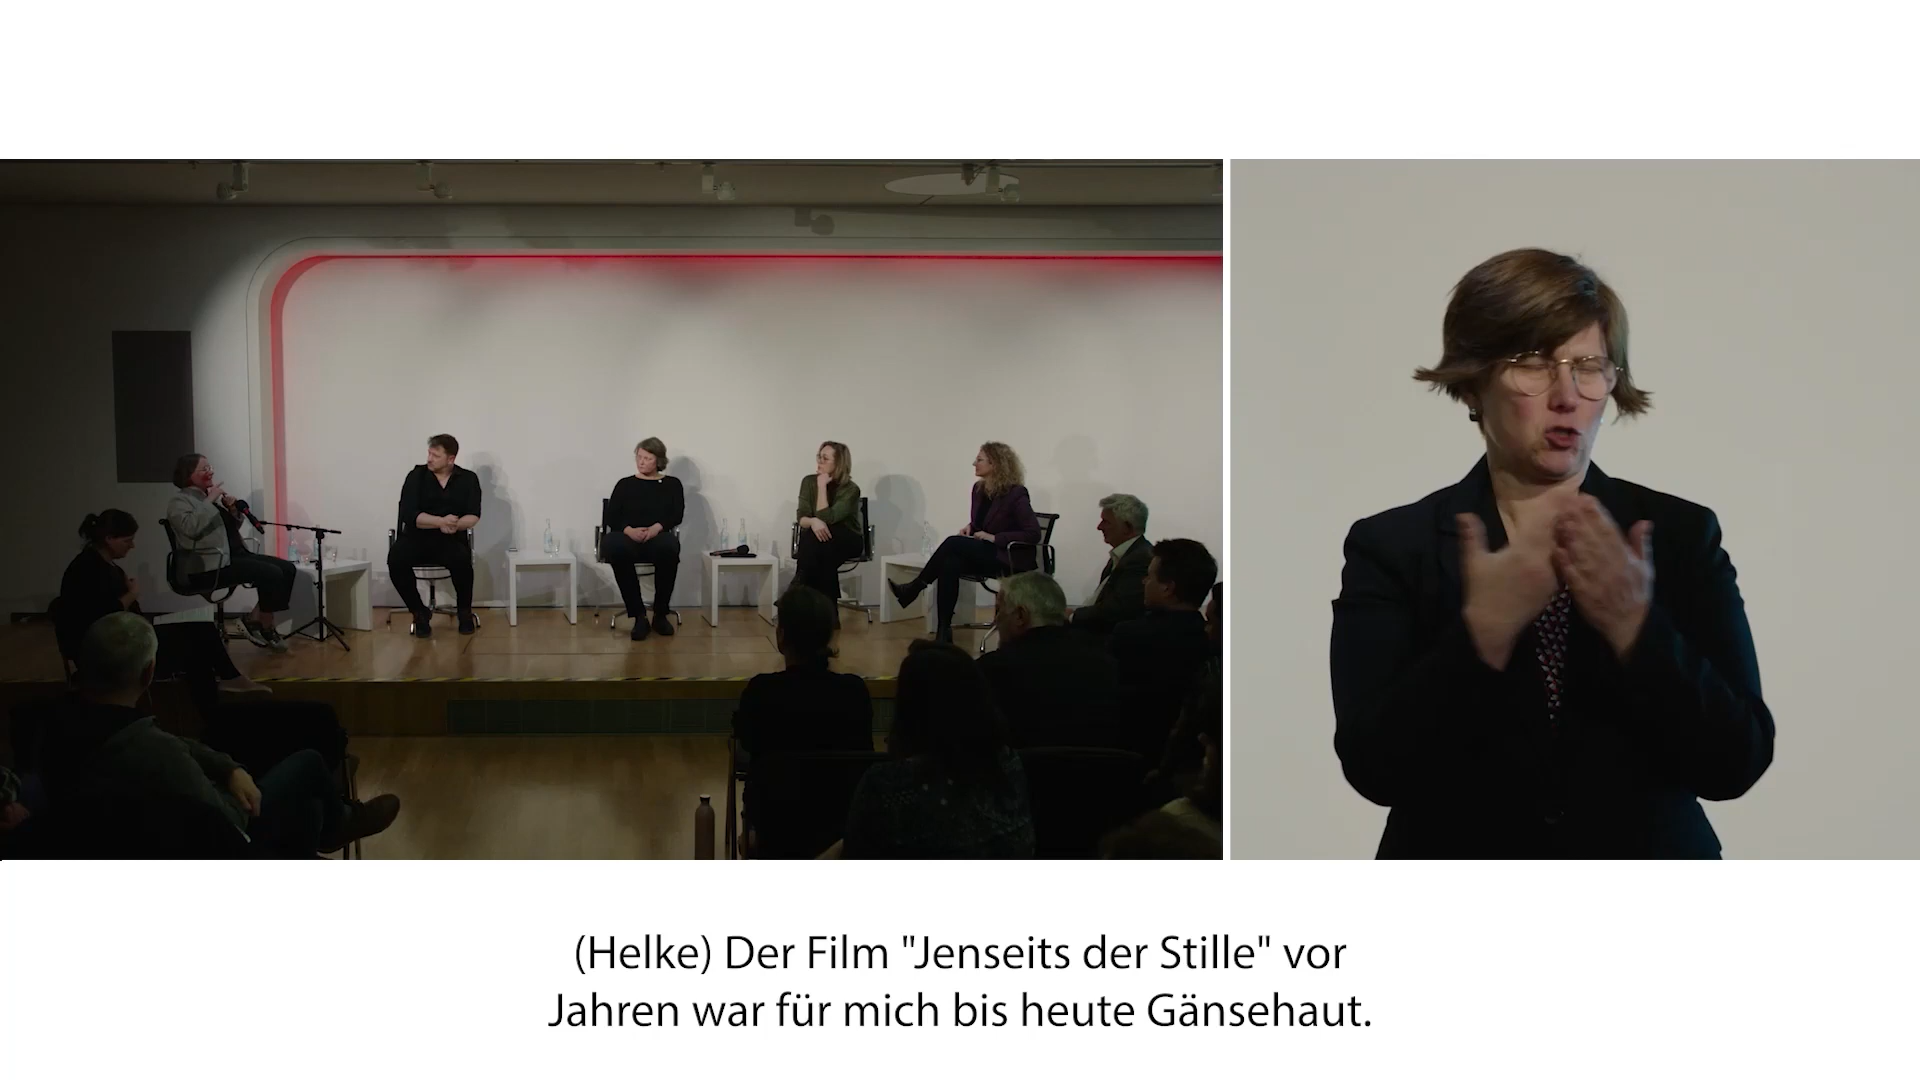 (Helke) Der Film "Jenseits der Stille" vor
Jahren war für mich bis heute Gänsehaut.